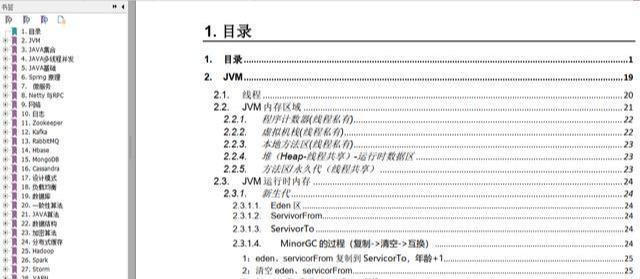 书签
1. 目录
2. JVM
3. JAVA集合
4. JAVA多线程并发
5. JAVA基础
6. Spring 原理
7. 微服务
8. Netty 与RPC
9. 网络
10. 日志
11. Zookeeper
12. Kafka
13. RabbitMQ
14. Hbase
15. MongoDB
16. Cassandra
17. 设计模式
18. 负载均衡
19. 数据库
20. 一致性算法
21. JAVA算法
22. 数据结构
23. 加密算法
24. 分布式缓存
25. Hadoop
26. Spark
27. Storm
28. YARN
1. 目录
1. 目录 1
2. JVM 19
2.1. 线程 20
2.2. JVM 内存区域 21
2.2.1. 程序计数器(线程私有) 22
2.2.2. 虚拟机栈(线程私有) 22
2.2.3. 本地方法区(线程私有) 23
2.2.4. 堆（Heap-线程共享）-运行时数据区 23
2.2.5. 方法区/永久代（线程共享） 23
2.3. JVM 运行时内存 24
2.3.1. 新生代 24
2.3.1.1. Eden 区 24
2.3.1.2. ServivorFrom 24
2.3.1.3. ServivorTo 24
2.3.1.4. MinorGC 的过程（复制->清空->互换） 24
1：eden、servicorFrom 复制到 ServicorTo，年龄+1 25
2：清空 eden、servicorFrom 25